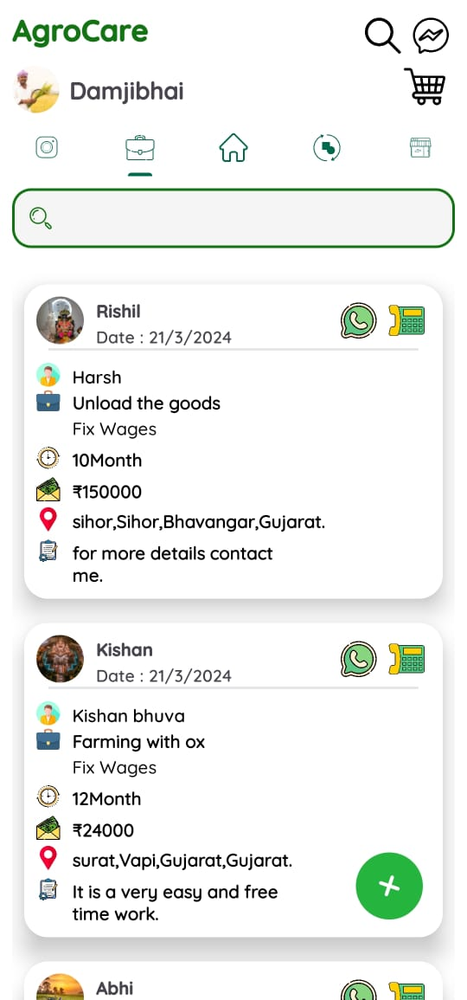 AgroCare
Damjibhai
Rishil
Date : 21/3/2024
Harsh
Unload the goods
Fix Wages
10Month
₹150000
sihor,Sihor,Bhavangar,Gujarat.
for more details contact
me.
Kishan
Date : 21/3/2024
Kishan bhuva
Farming with ox
Fix Wages
12Month
₹24000
surat,Vapi,Gujarat,Gujarat.
It is a very easy and free
time work.
Abhi